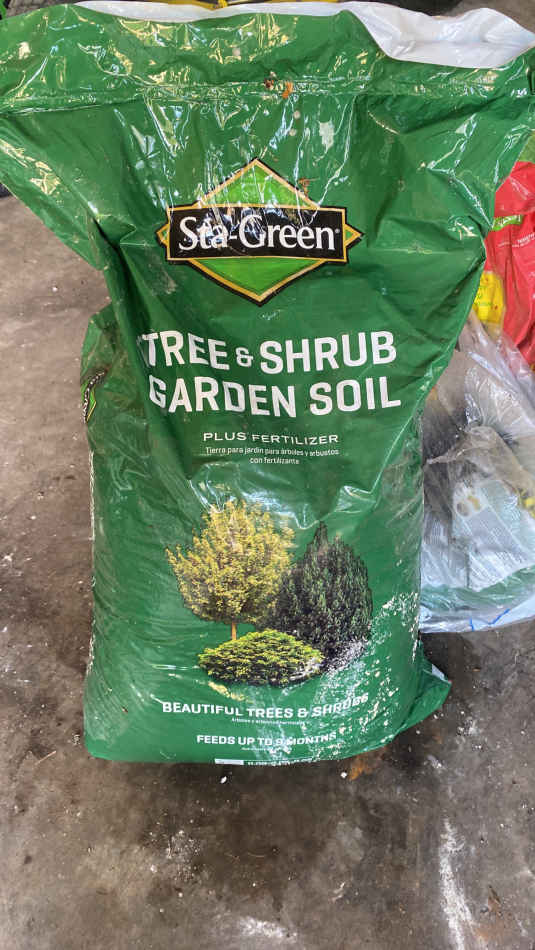 Sta-Green®
TREE & SHRUB
GARDEN SOIL
PLUS FERTILIZER
Tierra para jardín para árboles y arbustos
con fertilizante
BEAUTIFUL TREES & SHRUBS
FEEDS UP TO 9 MONTHS